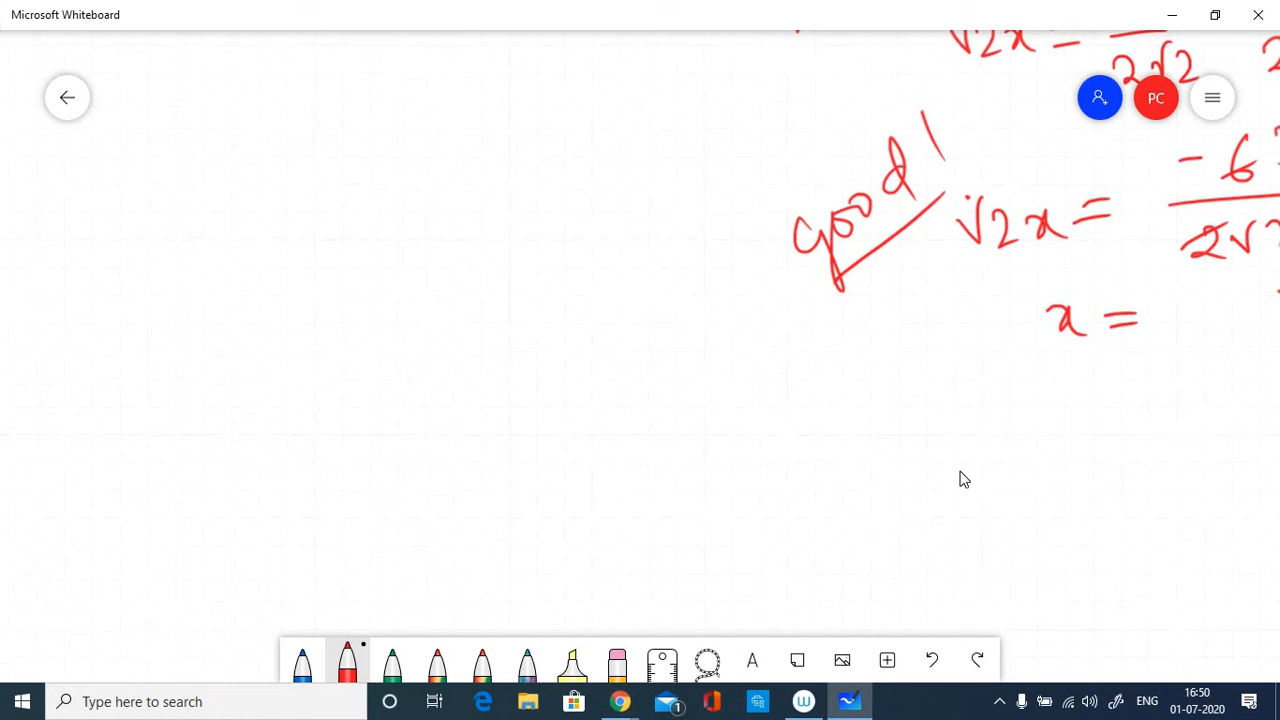 Microsoft Whiteboard
√2x =
2√2
PC
good! √2x = - 6
2√
x =
A
Type here to search
1
W
ENG
16:50
01-07-2020